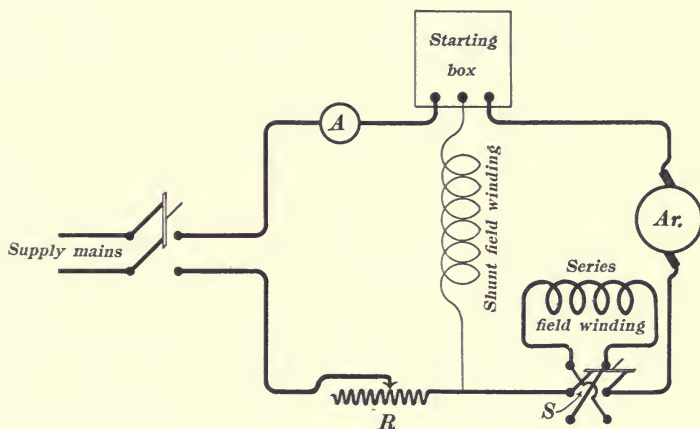 Starting
box
A
Supply mains
Shunt field winding
Ar.
Series
field winding
S
R